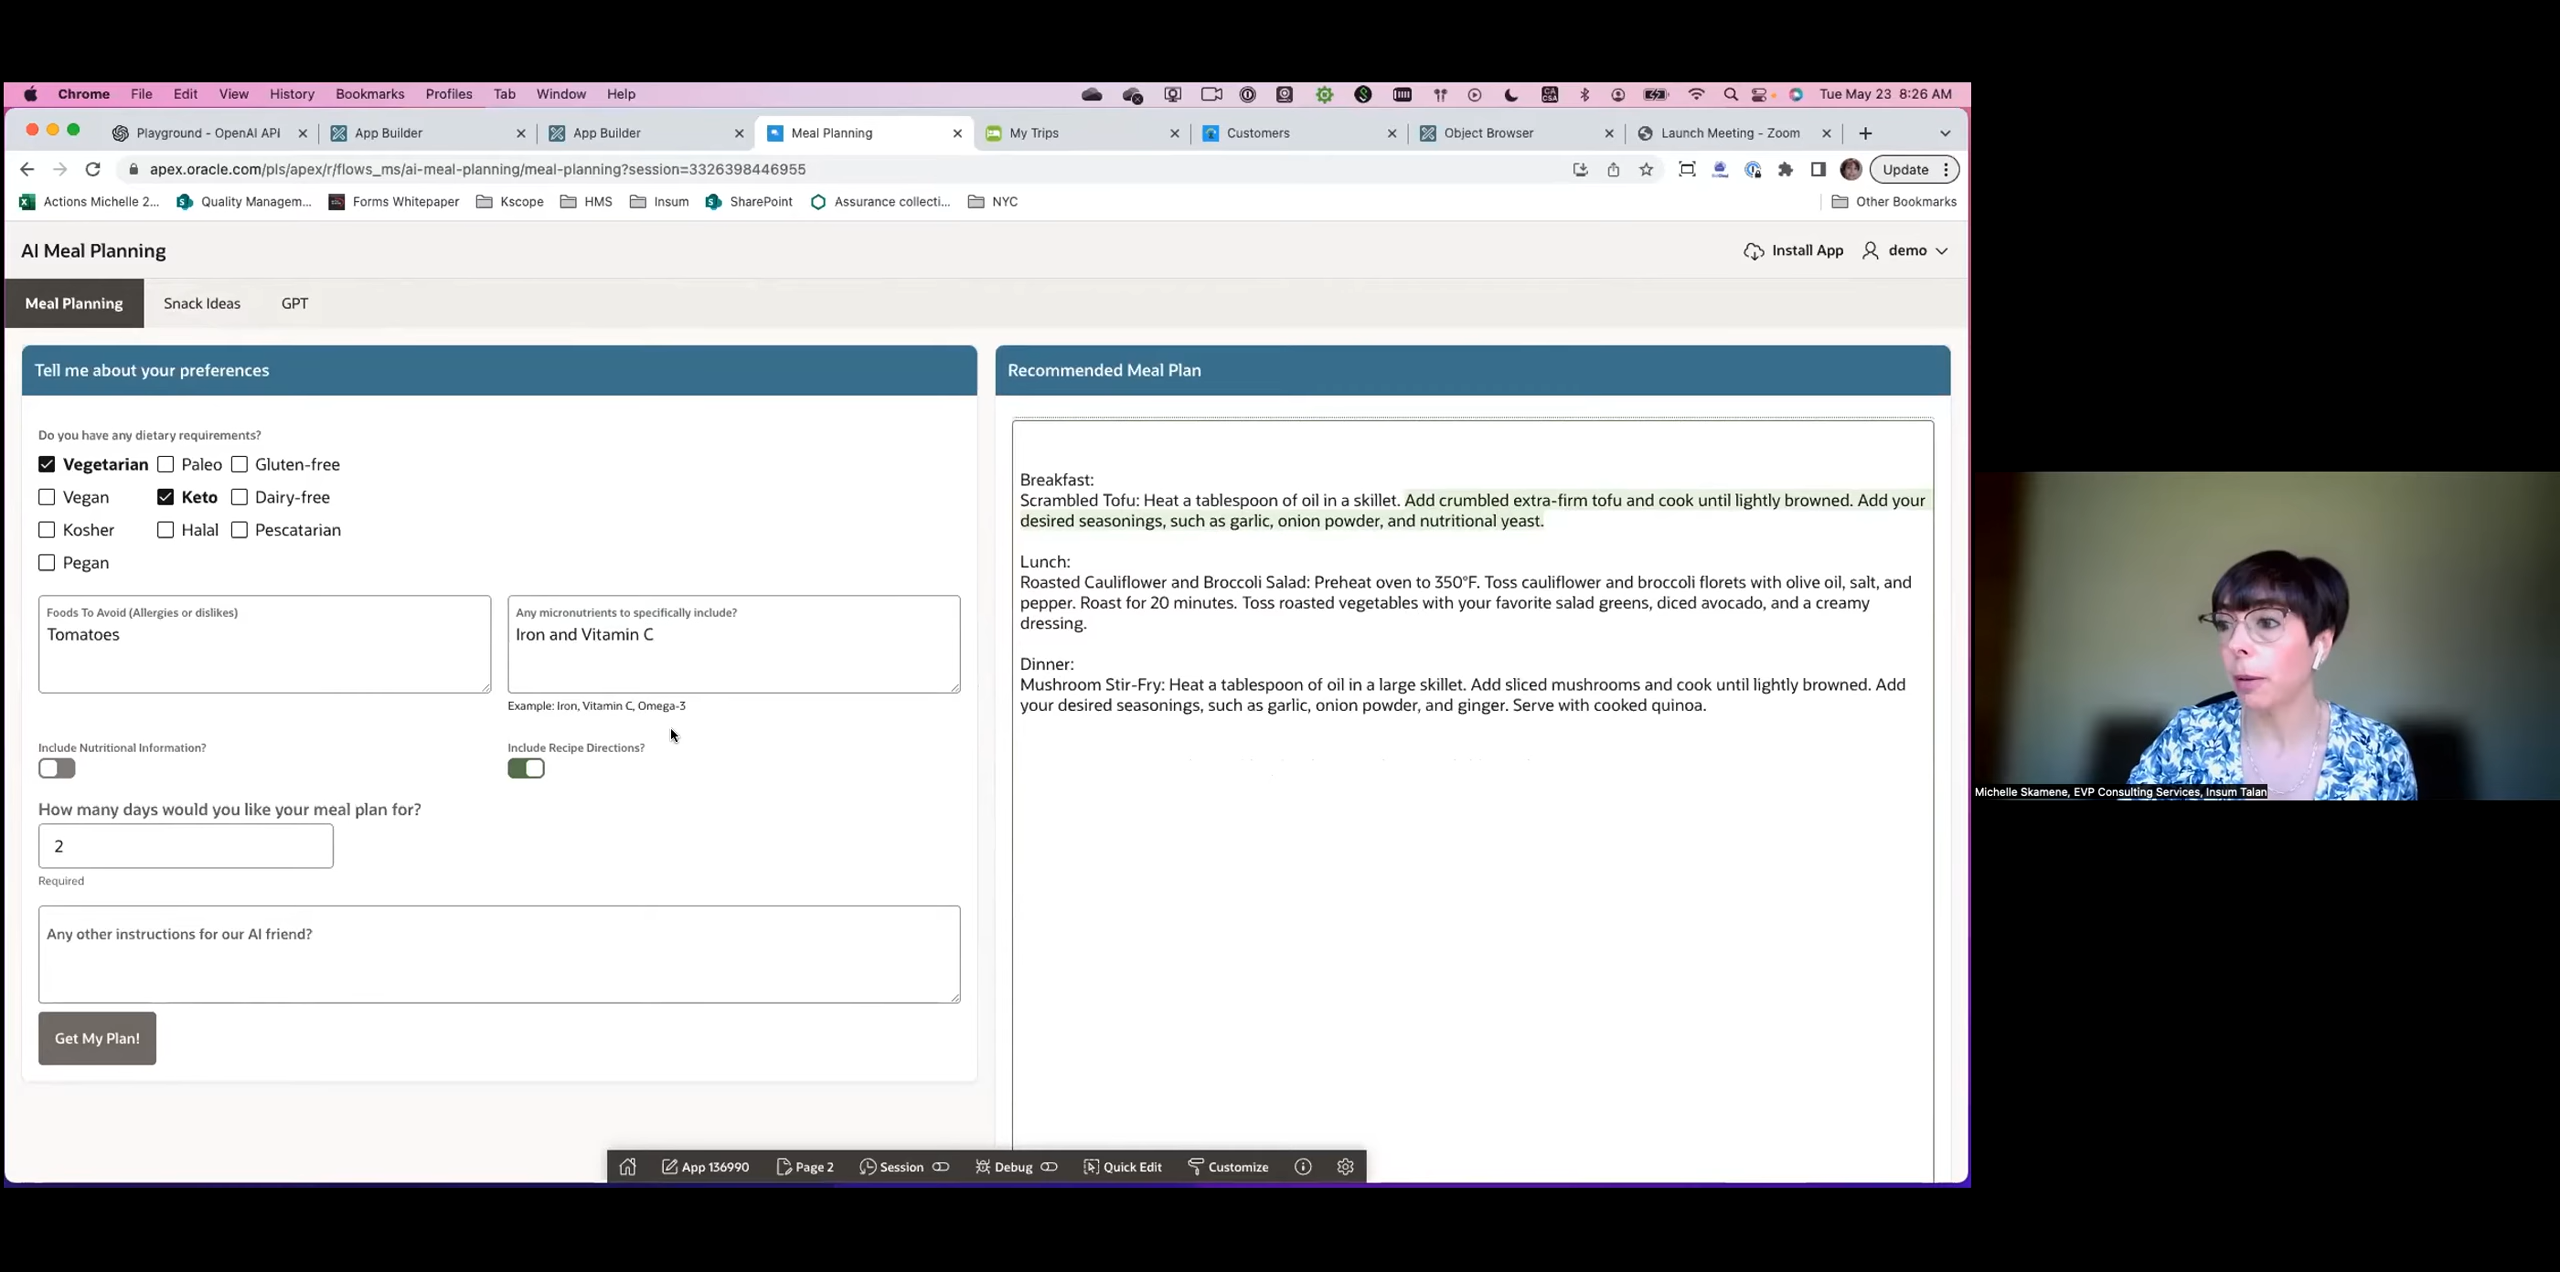 Chrome File Edit View History Bookmarks Profiles Tab Window Help Tue May 23 8:26 AM
Playground - OpenAI API App Builder App Builder Meal Planning My Trips Customers Object Browser Launch Meeting - Zoom
apex.oracle.com/pls/apex/r/flows_ms/ai-meal-planning/meal-planning?session=3326398446955 Update
Actions Michelle 2... Quality Managem... Forms Whitepaper Kscope HMS Insum SharePoint Assurance collecti... NYC Other Bookmarks
AI Meal Planning Install App demo
Meal Planning Snack Ideas GPT
Tell me about your preferences
Do you have any dietary requirements?
Vegetarian Paleo Gluten-free
Vegan Keto Dairy-free
Kosher Halal Pescatarian
Pegan
Foods To Avoid (Allergies or dislikes)
Tomatoes
Any micronutrients to specifically include?
Iron and Vitamin C
Example: Iron, Vitamin C, Omega-3
Include Nutritional Information?
Include Recipe Directions?
How many days would you like your meal plan for?
2
Required
Any other instructions for our AI friend?
Get My Plan!
Recommended Meal Plan
Breakfast:
Scrambled Tofu: Heat a tablespoon of oil in a skillet. Add crumbled extra-firm tofu and cook until lightly browned. Add your
desired seasonings, such as garlic, onion powder, and nutritional yeast.
Lunch:
Roasted Cauliflower and Broccoli Salad: Preheat oven to 350°F. Toss cauliflower and broccoli florets with olive oil, salt, and
pepper. Roast for 20 minutes. Toss roasted vegetables with your favorite salad greens, diced avocado, and a creamy
dressing.
Dinner:
Mushroom Stir-Fry: Heat a tablespoon of oil in a large skillet. Add sliced mushrooms and cook until lightly browned. Add
your desired seasonings, such as garlic, onion powder, and ginger. Serve with cooked quinoa.
App 136990 Page 2 Session Debug Quick Edit Customize
Michelle Skamene, EVP Consulting Services, Insum Talan